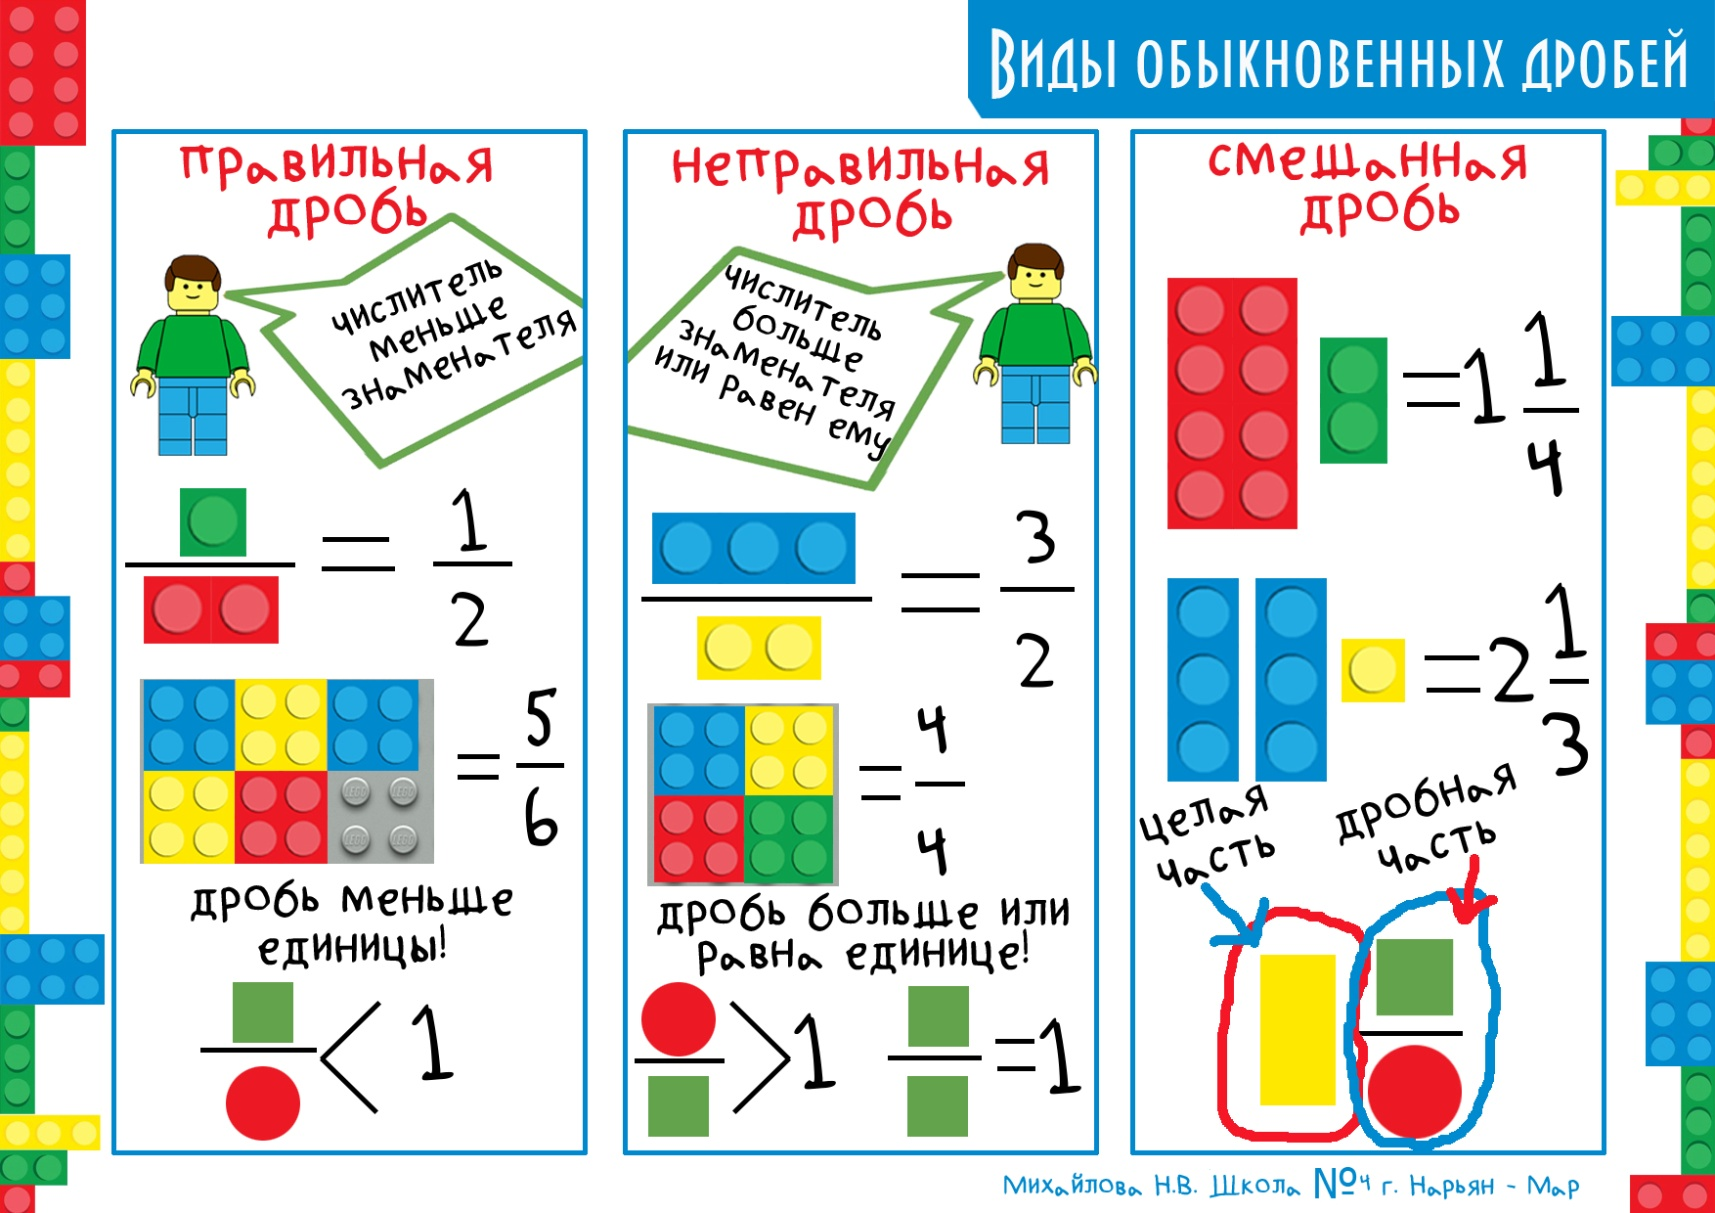 Виды обыкновенных дробей
правильная
дробь
числитель
меньше
знаменателя
= 1/2
= 5/6
дробь меньше
единицы!
< 1
неправильная
дробь
числитель
больше
знаменателя
или равен ему
= 3/2
= 4/4
дробь больше или
равна единице!
> 1
= 1
смешанная
дробь
= 1 1/4
= 2 1/3
целая
часть
дробная
часть
Михайлова Н.В. Школа №4 г. Нарьян - Мар